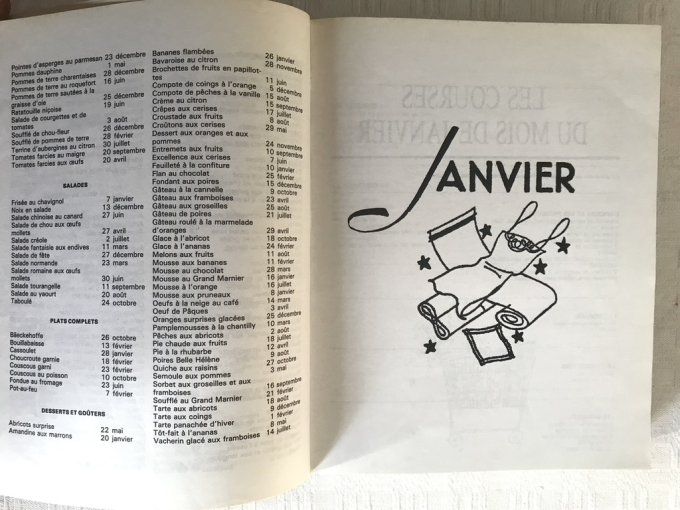 Pointes d'asperges au parmesan 23 décembre
Pommes dauphine 1 mai
Pommes de terre charentaises 28 décembre
Pommes de terre au roquefort 16 juin
Pommes de terre sautées à la
graisse d'oie 25 décembre
Ratatouille niçoise 19 juin
Salade de courgettes et de
tomates 3 août
Soufflé de chou-fleur 26 décembre
Soufflé de pommes de terre 28 février
Terrine d'aubergines au citron 30 juillet
Tomates farcies au maigre 20 septembre
Tomates farcies aux œufs 20 avril
SALADES
Frisée au chavignol 7 janvier
Noix en salade 13 décembre
Salade chinoise au canard 27 juin
Salade de chou aux œufs
mollets 27 avril
Salade créole 2 juillet
Salade fantaisie aux endives 11 mars
Salade de fête 27 décembre
Salade normande 23 mars
Salade romaine aux œufs
mollets 30 juin
Salade tourangelle 11 septembre
Salade au yaourt 20 août
Taboulé 24 octobre
PLATS COMPLETS
Bäeckehoffe 26 octobre
Bouillabaisse 13 février
Cassoulet 28 janvier
Choucroute garnie 18 février
Couscous garni 23 mars
Couscous au poisson 10 octobre
Fondue au fromage 23 juin
Pot-au-feu 7 février
DESSERTS ET GOÛTERS
Abricots surprise 22 mai
Amandine aux marrons 20 janvier
Bananes flambées 26 janvier
Bavaroise au citron 28 novembre
Brochettes de fruits en papillot-
tes 11 juin
Compote de coings à l'orange 5 décembre
Compote de pêches à la vanille 15 août
Crème au citron
Crêpes aux cerises 17 juillet
Croustade aux fruits 8 août
Croûtons aux cerises 29 mai
Dessert aux oranges et aux
pommes 24 novembre
Entremets aux fruits 10 septembre
Excellence aux cerises 7 juin
Feuilleté à la confiture 10 janvier
Flan au chocolat 25 février
Fondant aux poires 15 décembre
Gâteau à la cannelle 9 octobre
Gâteau aux framboises 23 avril
Gâteau aux groseilles 25 août
Gâteau de poires 21 juillet
Gâteau roulé à la marmelade
d'oranges 29 avril
Glace à l'abricot 18 octobre
Glace à l'ananas 24 février
Melon aux fruits 11 août
Mousse aux bananes 11 février
Mousse au chocolat 28 mars
Mousse au Grand Marnier 16 janvier
Mousse à l'orange 16 juillet
Mousse aux pruneaux 8 janvier
Oeufs à la neige au café 14 mars
Oeuf de Pâques 3 avril
Oranges surprises glacées 25 décembre
Pamplemousses à la chantilly 10 mars
Pêches aux abricots 2 août
Pie chaude aux fruits 18 juillet
Pie à la rhubarbe 12 avril
Poires Belle Hélène 9 août
Quiche aux raisins 27 octobre
Semoule aux pommes 3 mai
Sorbet aux groseilles et aux
framboises 16 septembre
Soufflé au Grand Marnier 21 février
Tarte aux abricots 18 août
Tarte aux coings 9 décembre
Tarte panachée d'hiver 1 février
Tôt-fait à l'ananas 8 mai
Vacherin glacé aux framboises 14 juillet
JANVIER